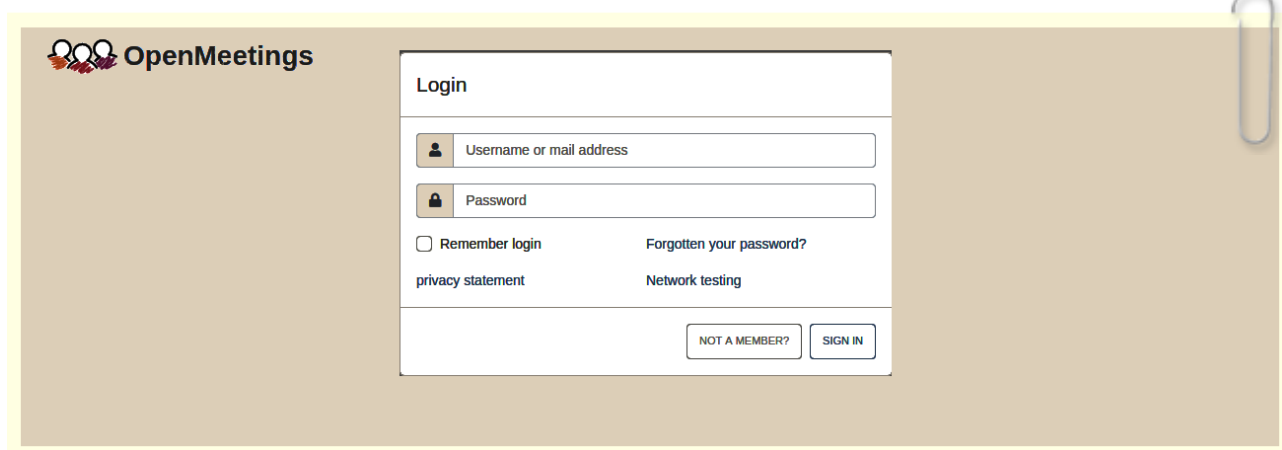 OpenMeetings
Login
Username or mail address
Password
Remember login
Forgotten your password?
privacy statement
Network testing
NOT A MEMBER?
SIGN IN